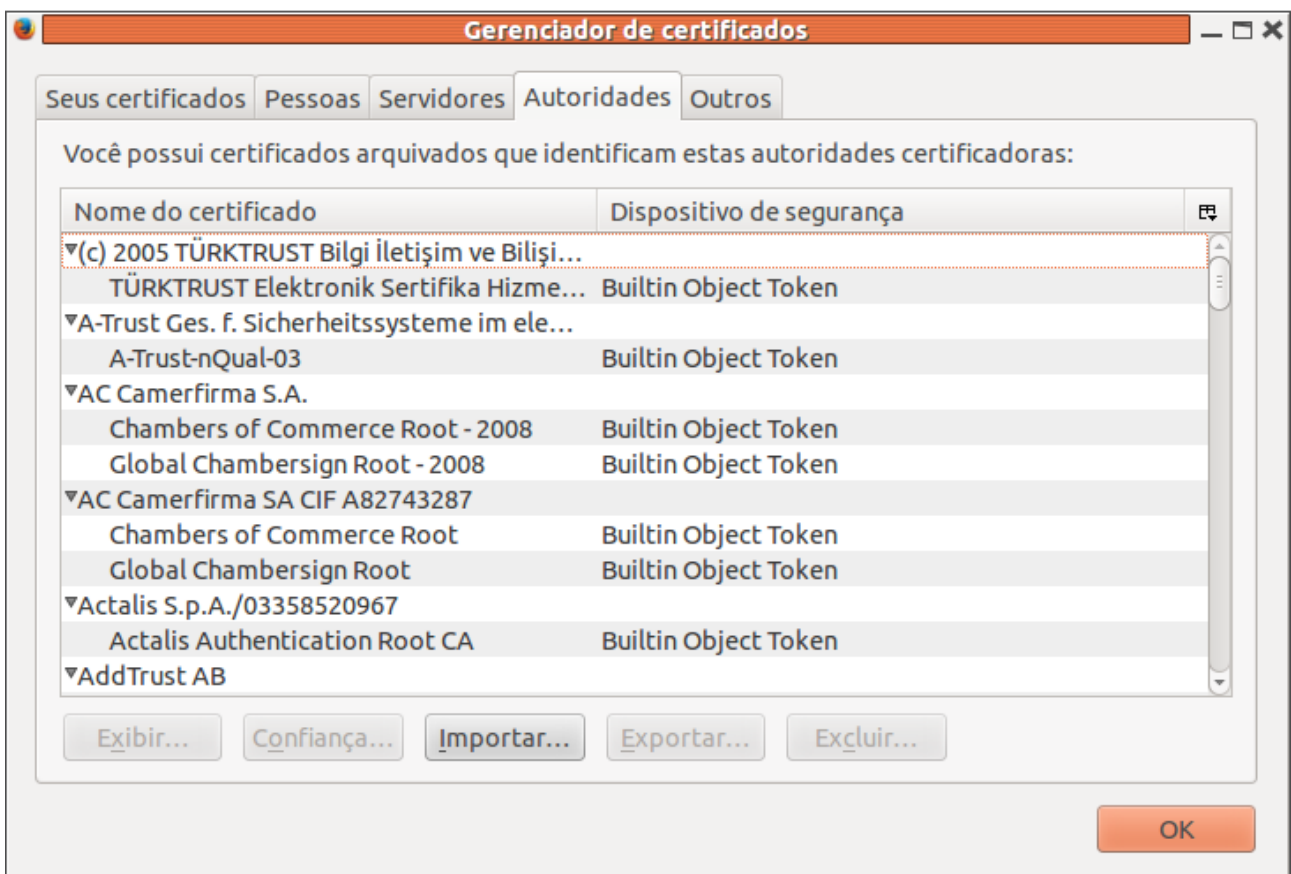 Gerenciador de certificados
Seus certificados Pessoas Servidores Autoridades Outros
Você possui certificados arquivados que identificam estas autoridades certificadoras:
Nome do certificado Dispositivo de segurança
(c) 2005 TÜRKTRUST Bilgi İletişim ve Bilişi...
TÜRKTRUST Elektronik Sertifika Hizme... Builtin Object Token
A-Trust Ges. f. Sicherheitssysteme im ele...
A-Trust-nQual-03 Builtin Object Token
AC Camerfirma S.A.
Chambers of Commerce Root - 2008 Builtin Object Token
Global Chambersign Root - 2008 Builtin Object Token
AC Camerfirma SA CIF A82743287
Chambers of Commerce Root Builtin Object Token
Global Chambersign Root Builtin Object Token
Actalis S.p.A./03358520967
Actalis Authentication Root CA Builtin Object Token
AddTrust AB
Exibir... Confiança... Importar... Exportar... Excluir...
OK